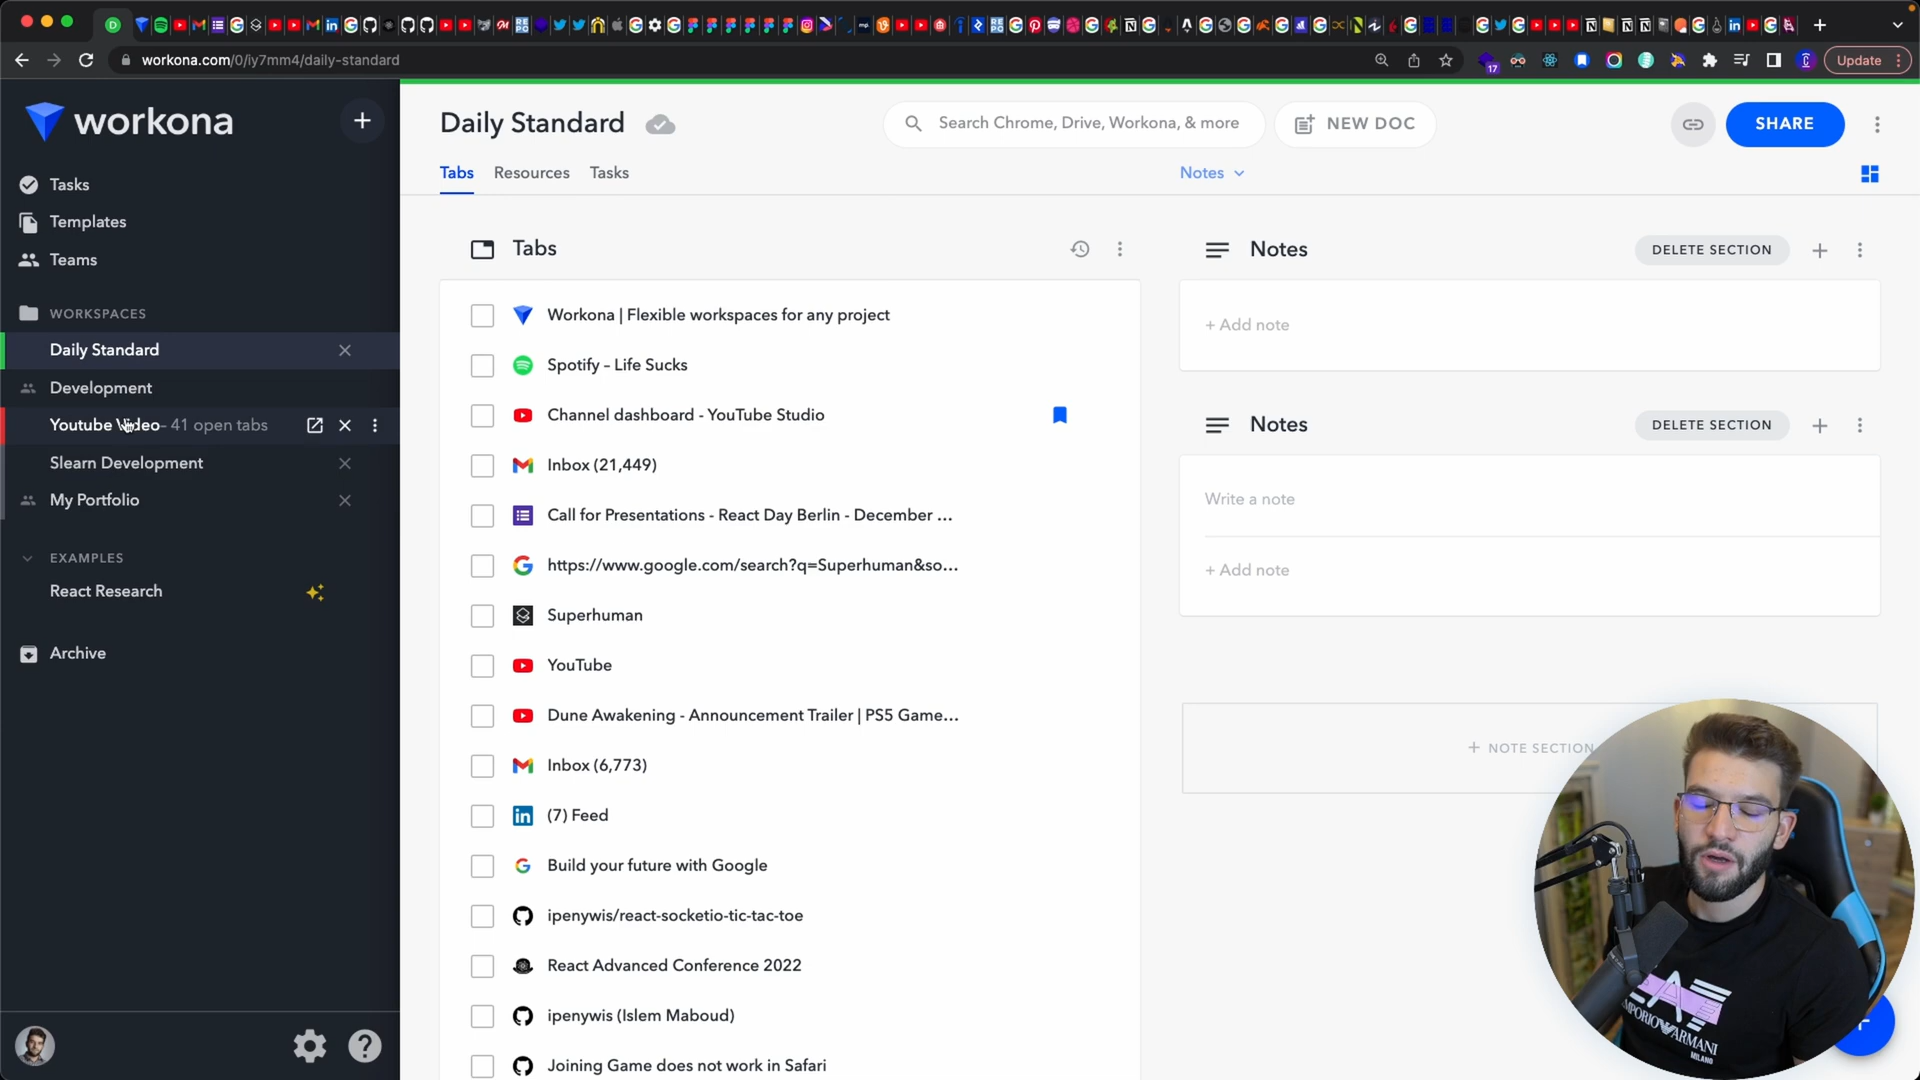 workona.com/0/iy7mm4/daily-standard
17
Update
workona
Tasks
Templates
Teams
WORKSPACES
Daily Standard
Development
Youtube Video - 41 open tabs
Slearn Development
My Portfolio
EXAMPLES
React Research
Archive
Daily Standard
Search Chrome, Drive, Workona, & more
NEW DOC
SHARE
Tabs
Resources
Tasks
Notes
Tabs
Workona | Flexible workspaces for any project
Spotify – Life Sucks
Channel dashboard - YouTube Studio
Inbox (21,449)
Call for Presentations - React Day Berlin - December ...
https://www.google.com/search?q=Superhuman&so...
Superhuman
YouTube
Dune Awakening - Announcement Trailer | PS5 Game...
Inbox (6,773)
(7) Feed
Build your future with Google
ipenywis/react-socketio-tic-tac-toe
React Advanced Conference 2022
ipenywis (Islem Maboud)
Joining Game does not work in Safari
Notes
DELETE SECTION
+ Add note
Notes
DELETE SECTION
Write a note
+ Add note
+ NOTE SECTION
EMPORIO ARMANI
MILANO